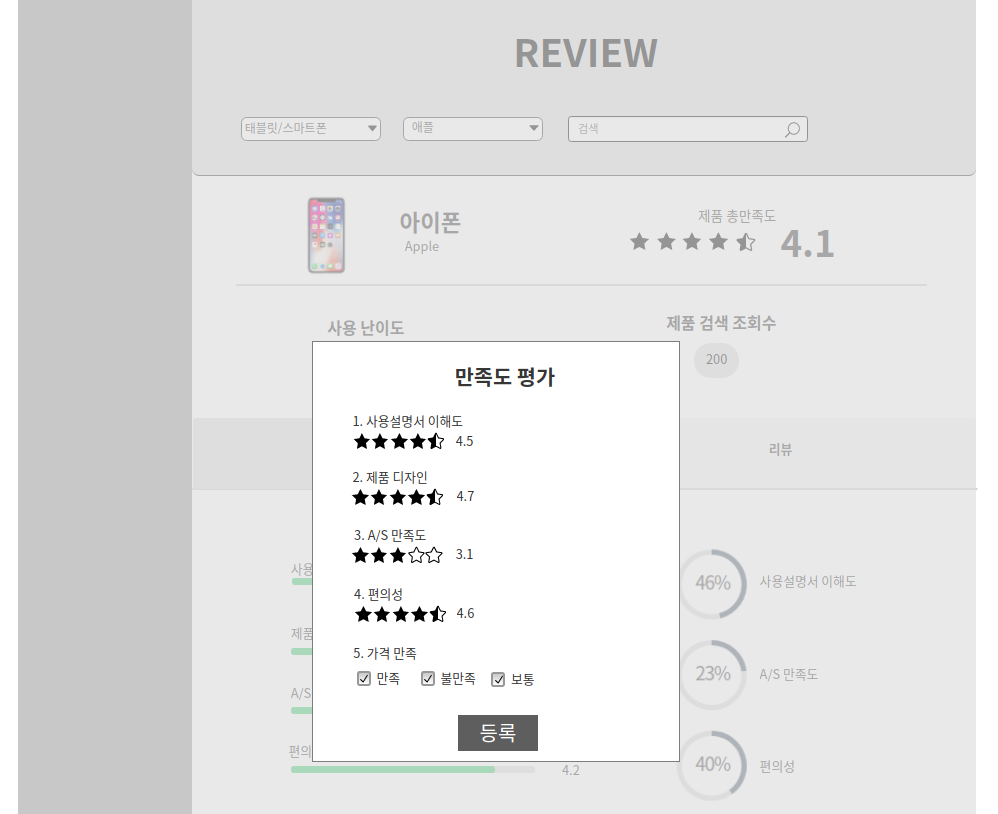 REVIEW
태블릿/스마트폰
애플
검색
아이폰
Apple
제품 총만족도
4.1
사용 난이도
제품 검색 조회수
200
만족도 평가
1. 사용설명서 이해도
4.5
2. 제품 디자인
4.7
3. A/S 만족도
3.1
4. 편의성
4.6
5. 가격 만족
만족 불만족 보통
등록
리뷰
사용
제품
A/S
편의
4.2
46% 사용설명서 이해도
23% A/S 만족도
40% 편의성